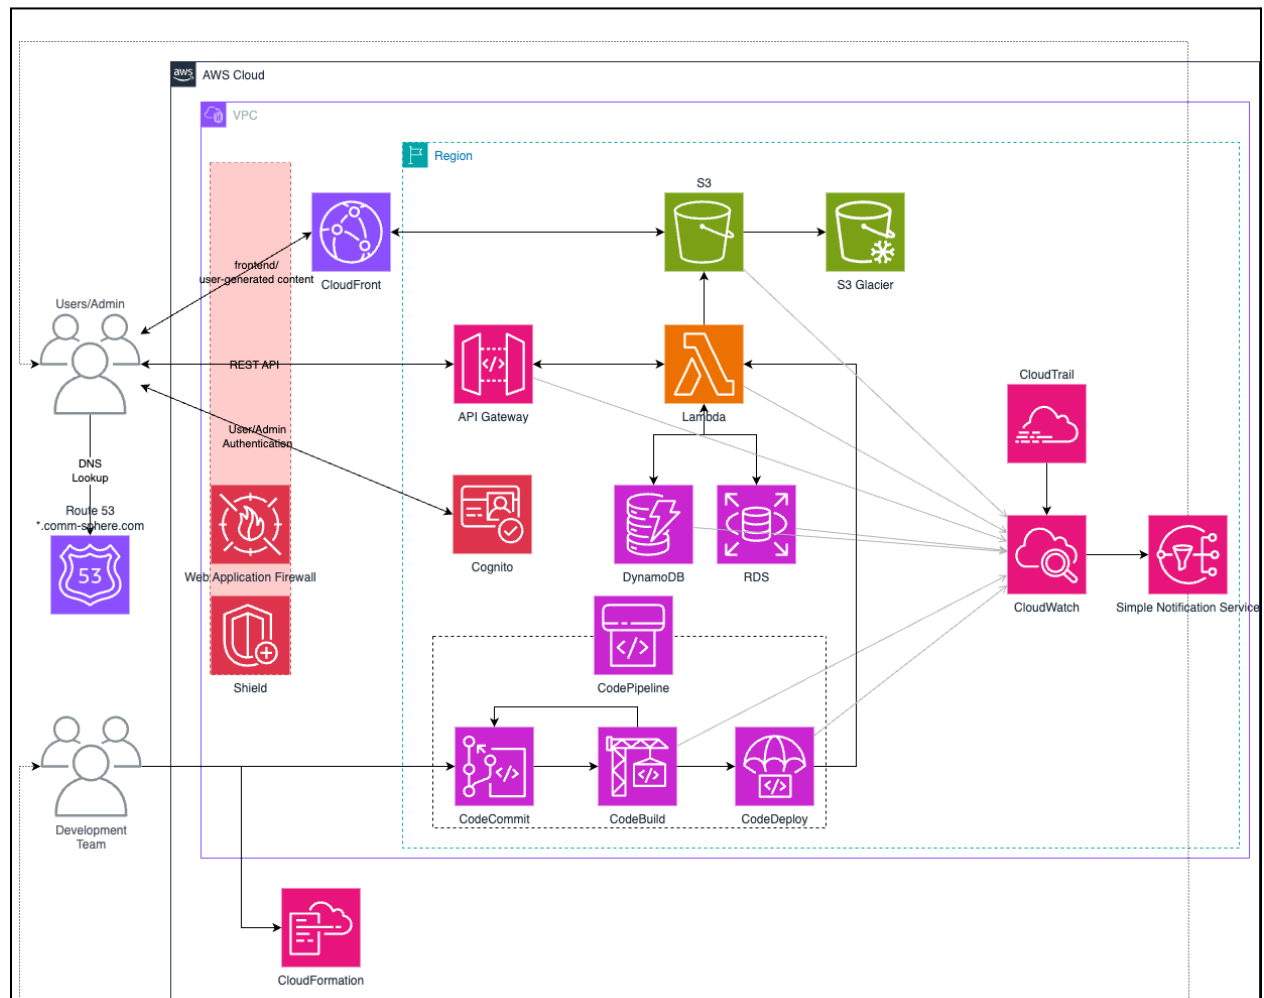 aws
AWS Cloud
VPC
Region
S3
frontend/
user-generated content
CloudFront
S3 Glacier
Users/Admin
REST API
API Gateway
Lambda
CloudTrail
User/Admin
Authentication
DNS
Lookup
Route 53
*.comm-sphere.com
53
Web Application Firewall
Cognito
DynamoDB
RDS
CloudWatch
Simple Notification Service
Shield
CodePipeline
CodeCommit
CodeBuild
CodeDeploy
Development
Team
CloudFormation